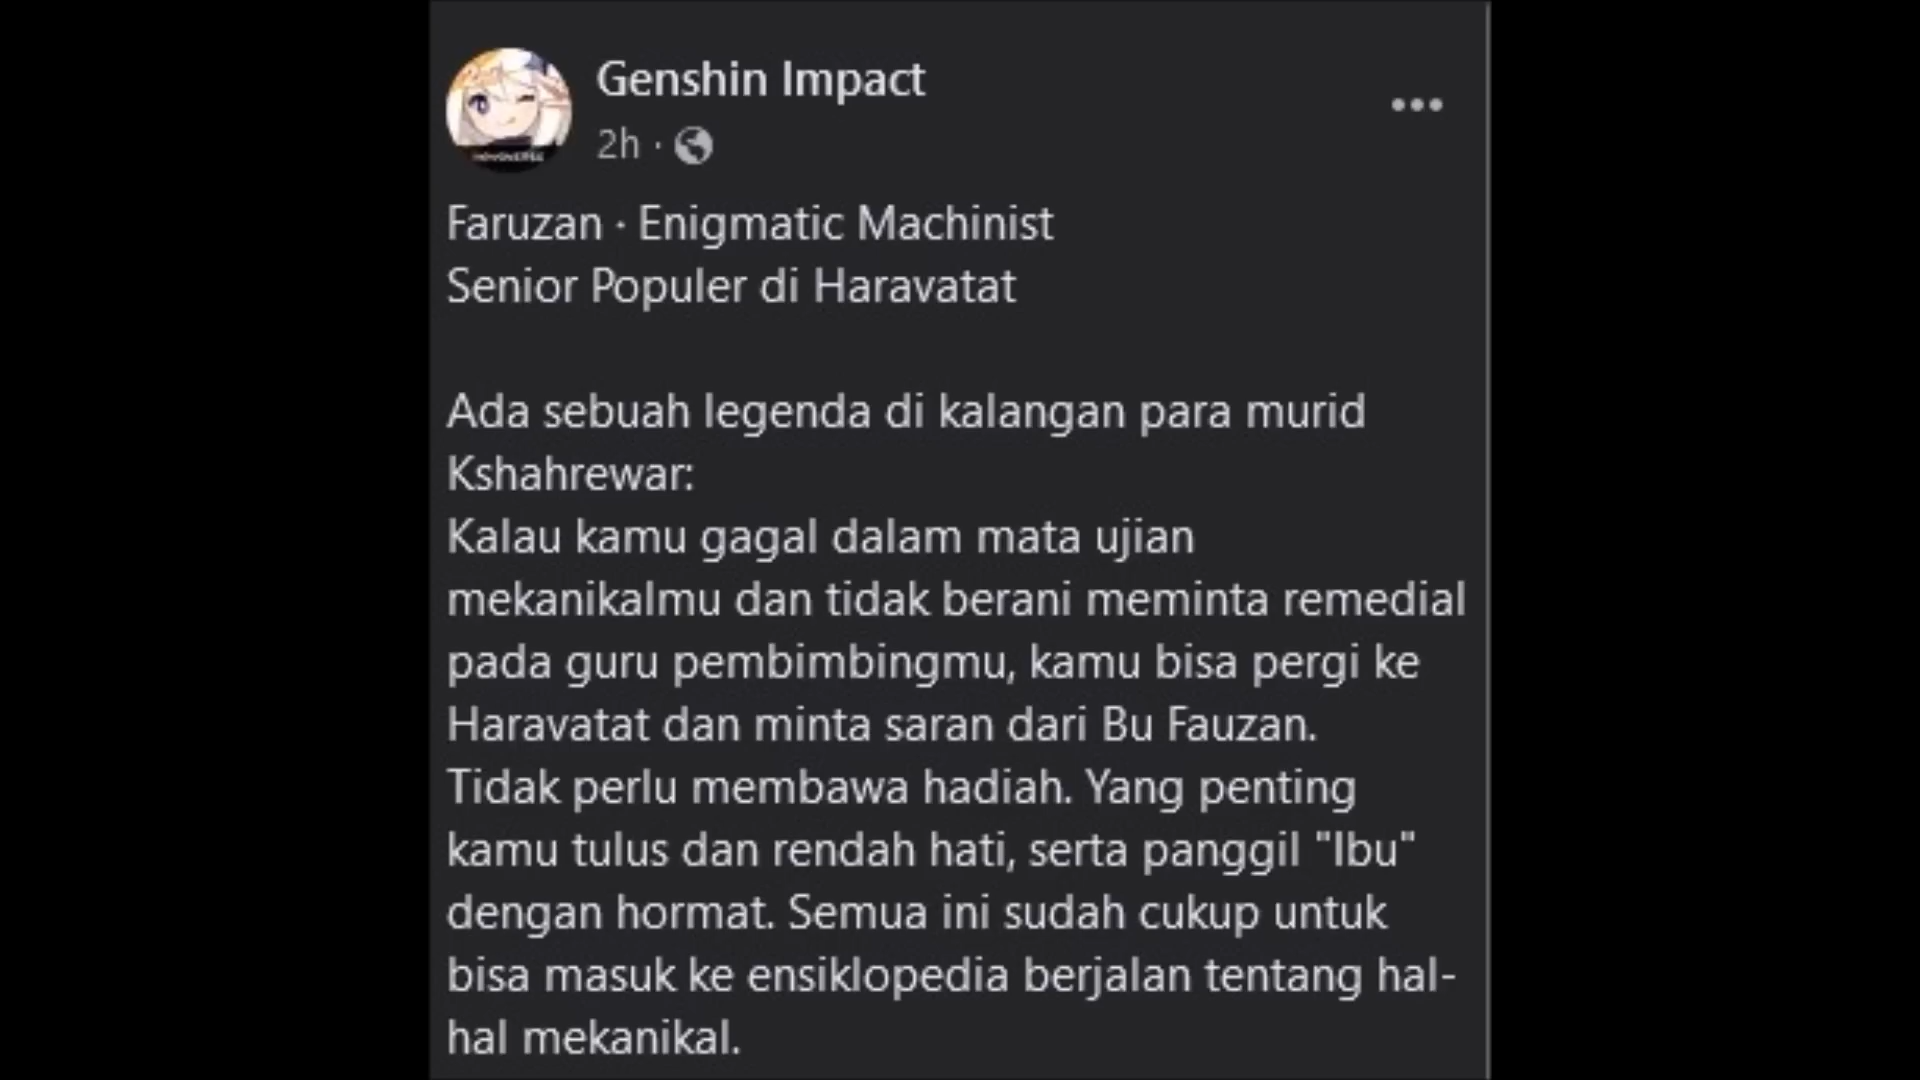 Genshin Impact
2h ·
Faruzan · Enigmatic Machinist
Senior Populer di Haravatat
Ada sebuah legenda di kalangan para murid
Kshahrewar:
Kalau kamu gagal dalam mata ujian
mekanikalmu dan tidak berani meminta remedial
pada guru pembimbingmu, kamu bisa pergi ke
Haravatat dan minta saran dari Bu Fauzan.
Tidak perlu membawa hadiah. Yang penting
kamu tulus dan rendah hati, serta panggil "Ibu"
dengan hormat. Semua ini sudah cukup untuk
bisa masuk ke ensiklopedia berjalan tentang hal-
hal mekanikal.